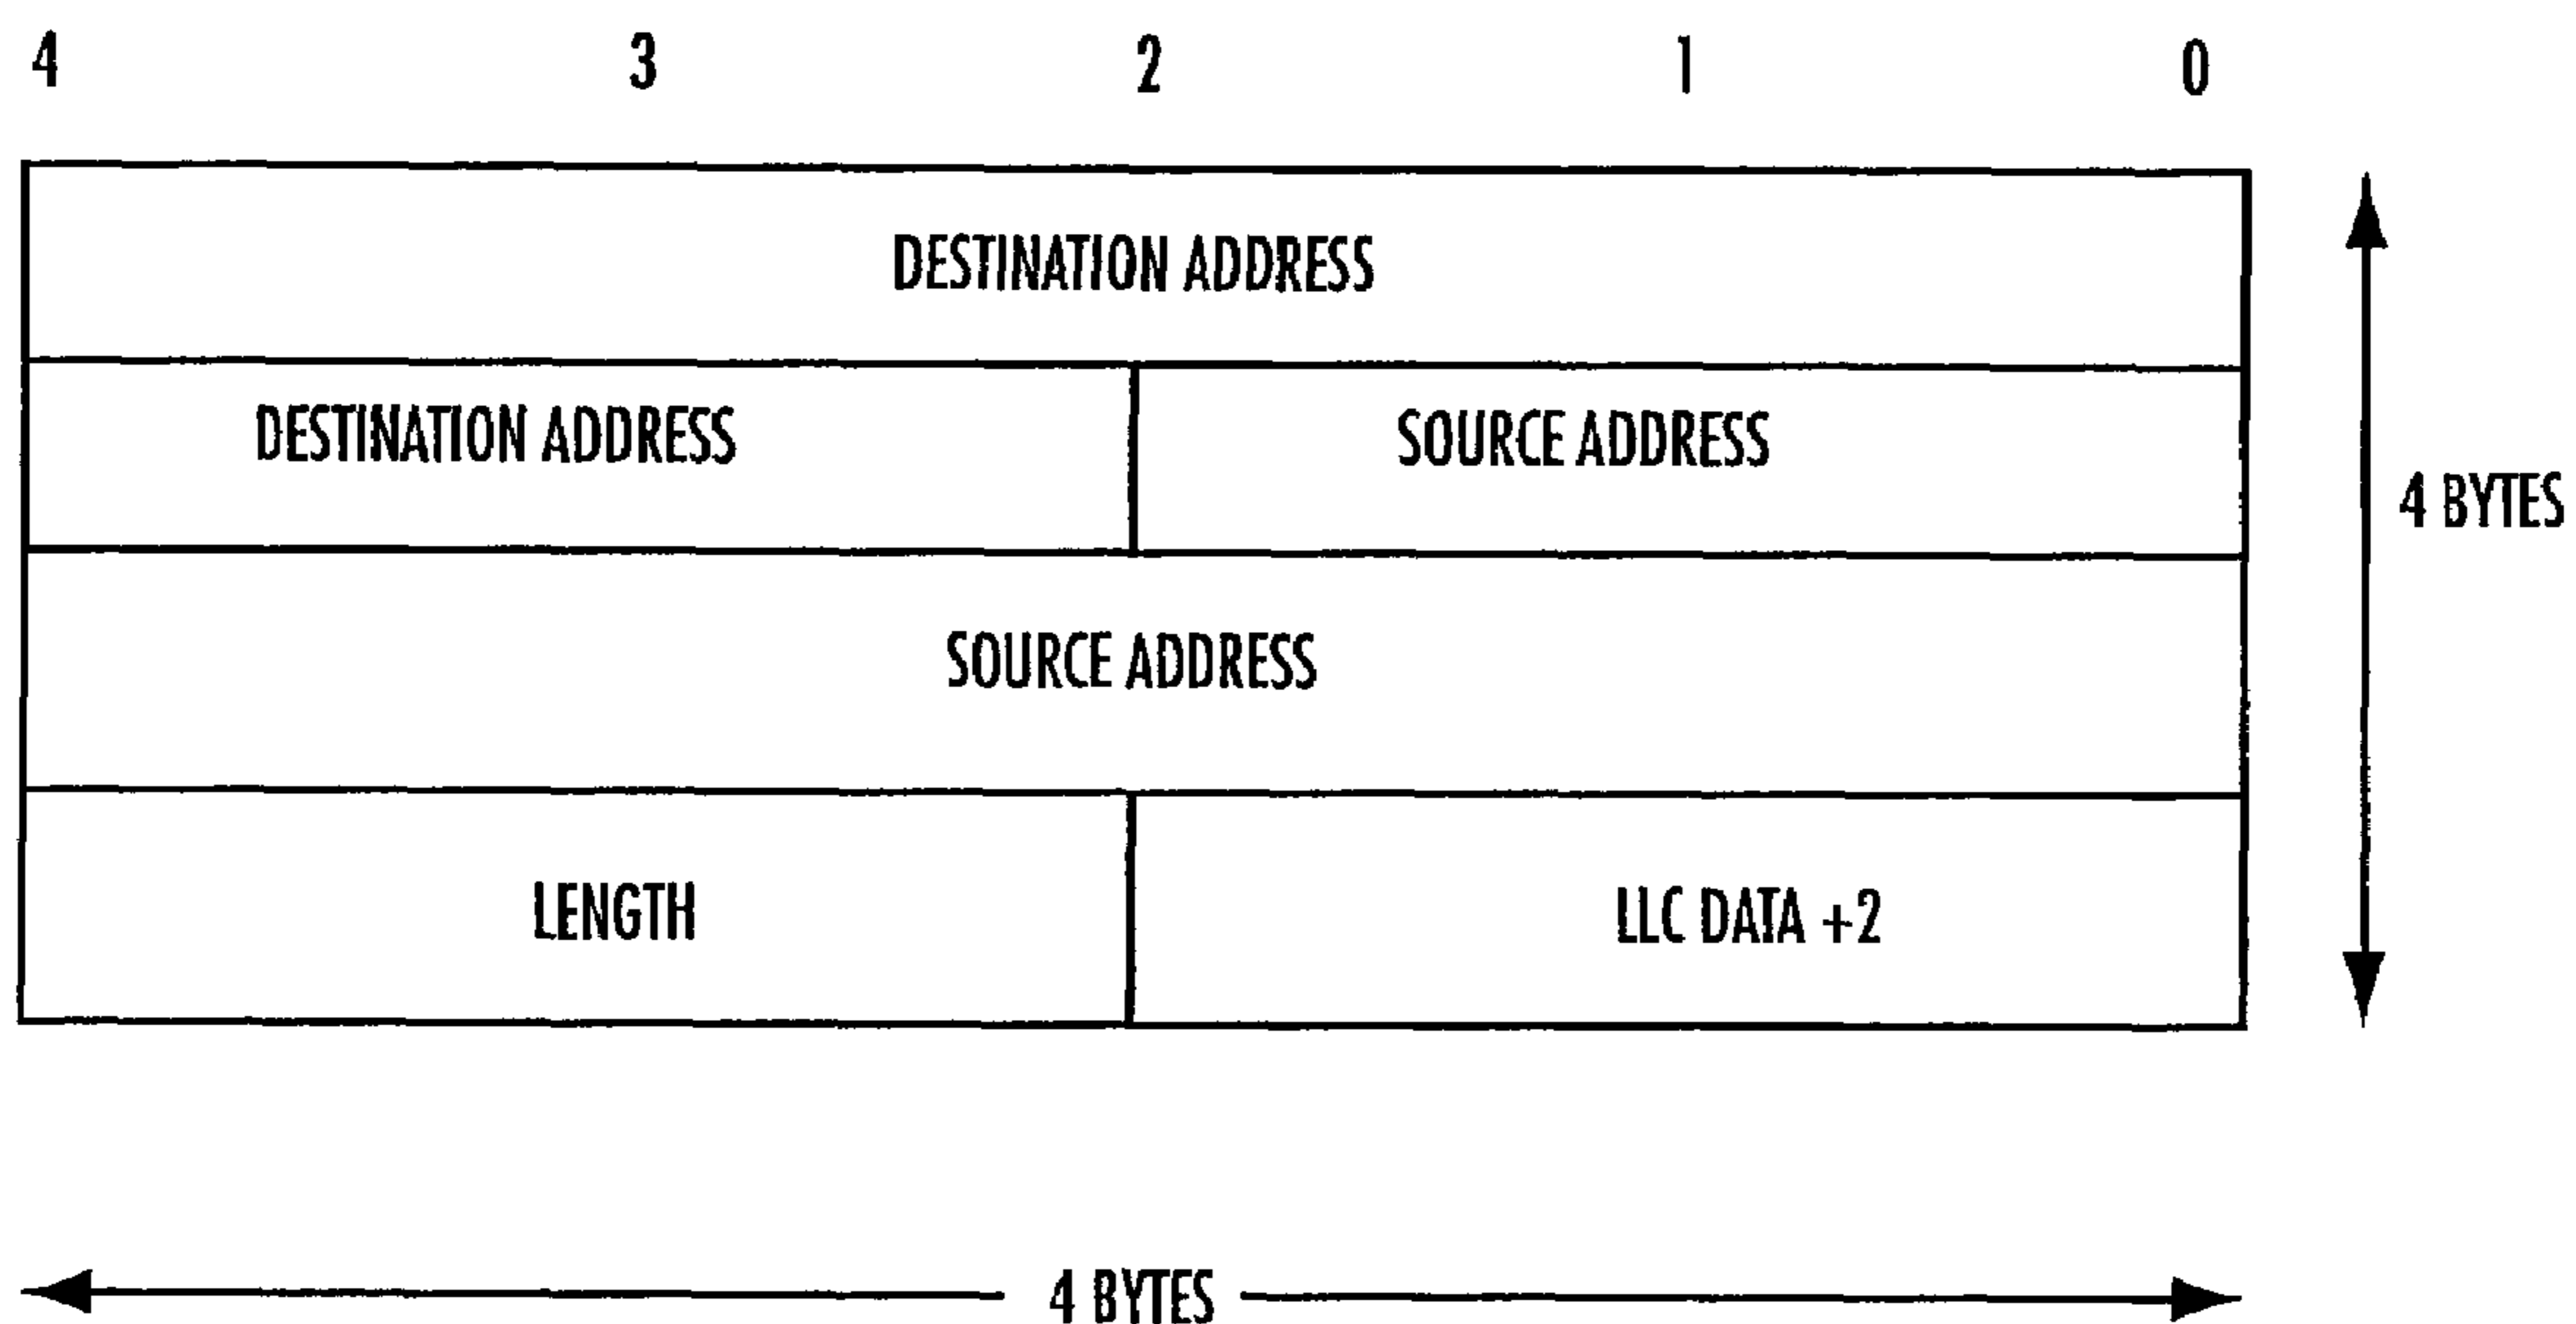 4 3 2 1 0
DESTINATION ADDRESS
DESTINATION ADDRESS SOURCE ADDRESS
4 BYTES
SOURCE ADDRESS
LENGTH LLC DATA +2
4 BYTES